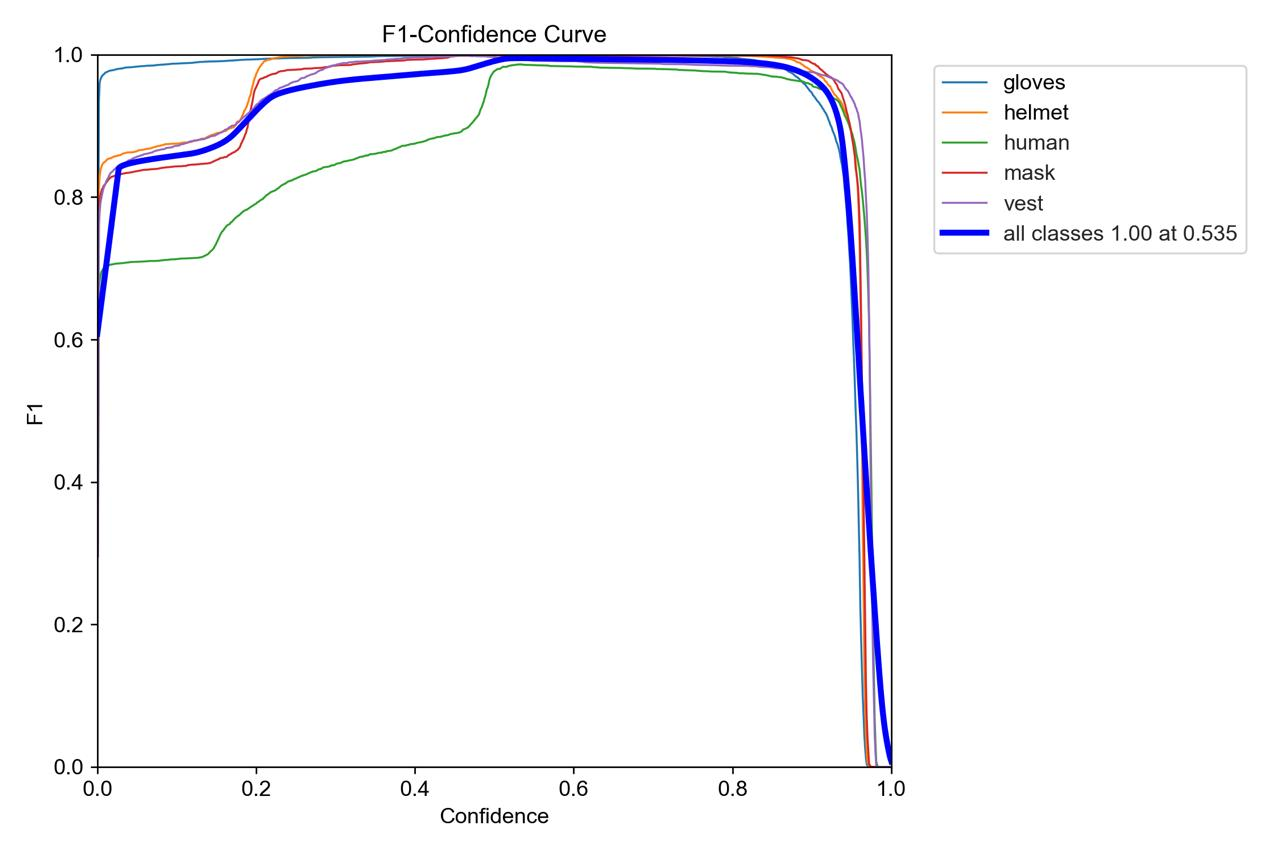 F1-Confidence Curve
1.0
0.8
0.6
0.4
0.2
0.0
F1
0.0 0.2 0.4 0.6 0.8 1.0
Confidence
gloves
helmet
human
mask
vest
all classes 1.00 at 0.535